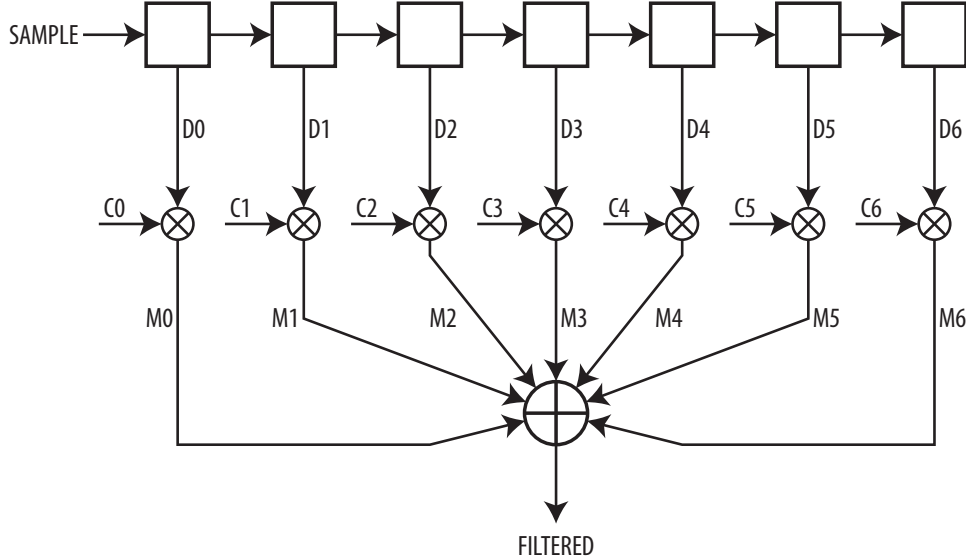 SAMPLE
D0 D1 D2 D3 D4 D5 D6
C0 C1 C2 C3 C4 C5 C6
M0 M1 M2 M3 M4 M5 M6
FILTERED